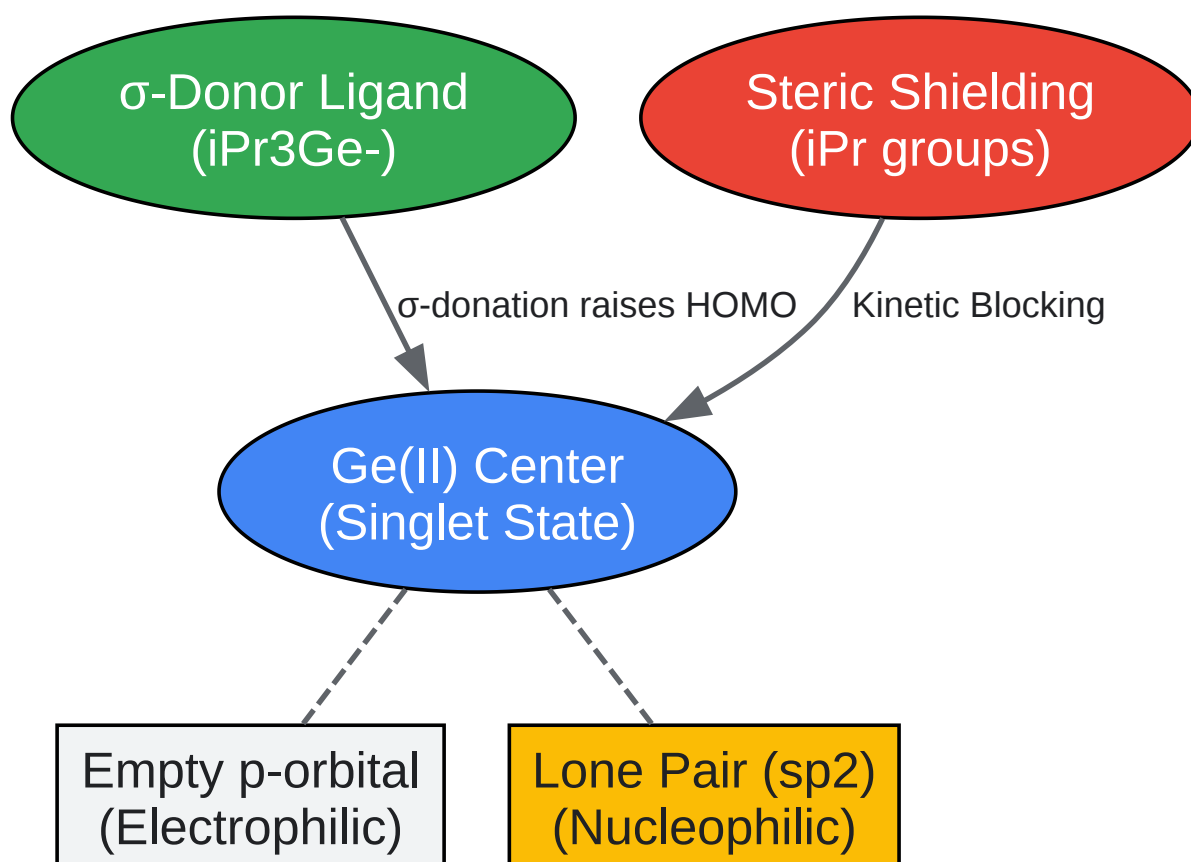 σ-Donor Ligand
(iPr3Ge-)
Steric Shielding
(iPr groups)
σ-donation raises HOMO
Kinetic Blocking
Ge(II) Center
(Singlet State)
Empty p-orbital
(Electrophilic)
Lone Pair (sp2)
(Nucleophilic)